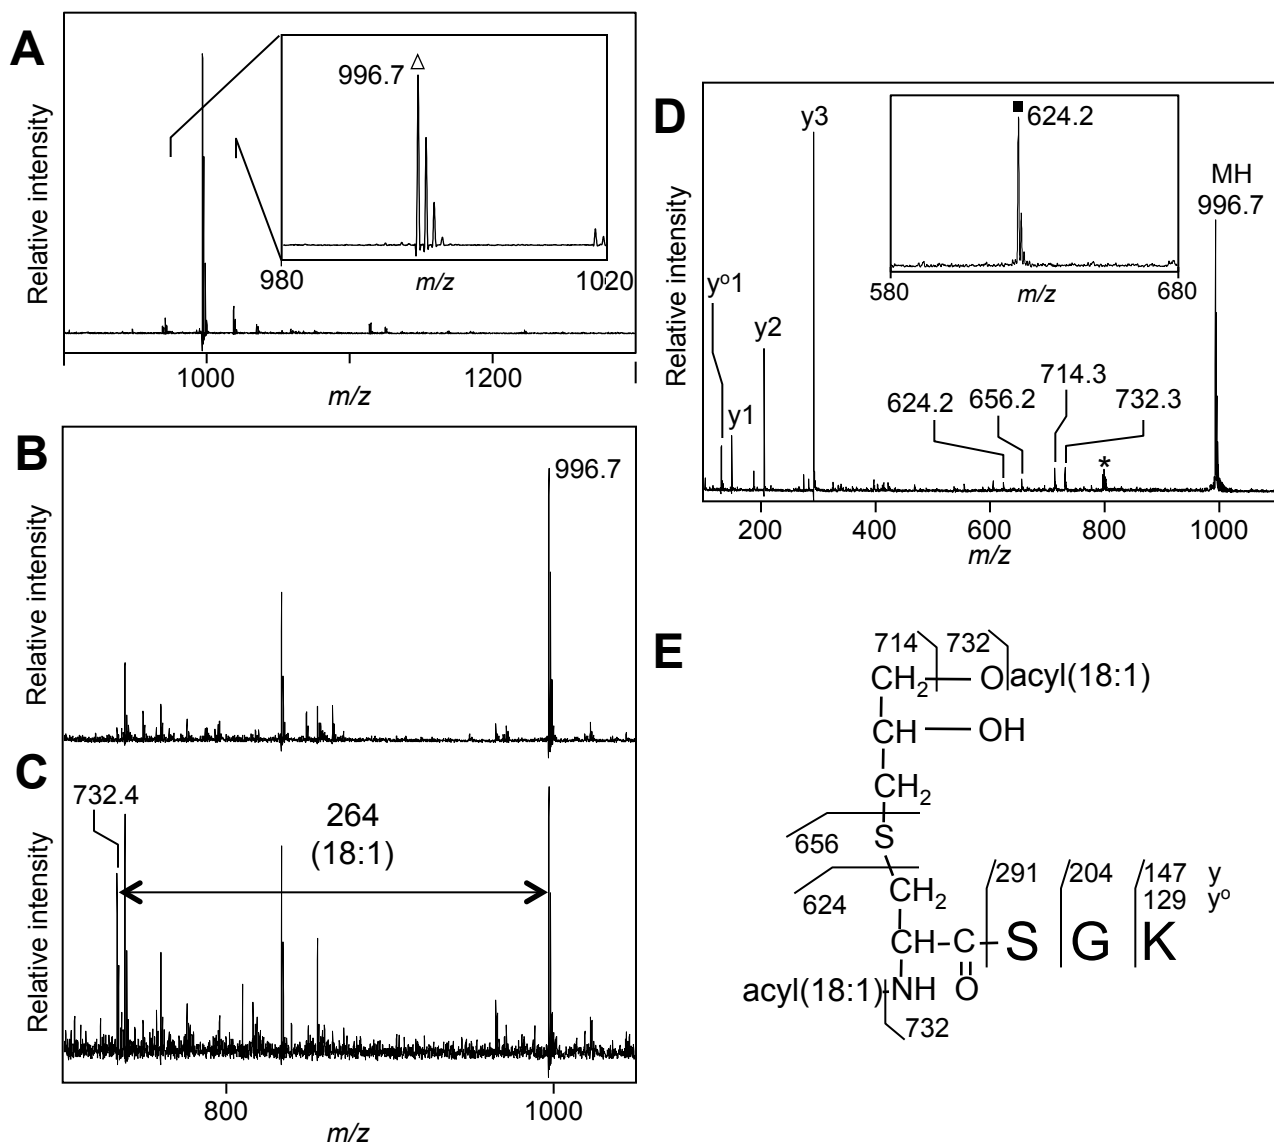 A
Relative intensity
996.7
980
m/z
1020
1000
1200
m/z
B
Relative intensity
996.7
C
Relative intensity
732.4
264
(18:1)
800
1000
m/z
D
Relative intensity
y3
624.2
580
m/z
680
MH
996.7
yº1
y2
y1
624.2
656.2
714.3
732.3
*
200
400
600
800
1000
m/z
E
714
732
CH2
O
acyl(18:1)
CH
OH
CH2
S
656
CH2
624
291
204
147
y
129
yº
CH
C
S
G
K
acyl(18:1)
NH
O
732